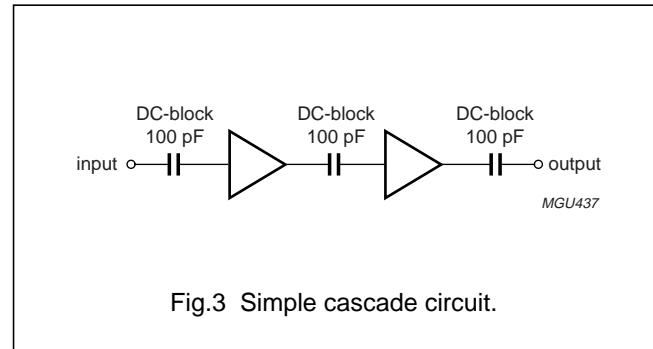 DC-block
100 pF
DC-block
100 pF
DC-block
100 pF
input
output
MGU437
Fig.3 Simple cascade circuit.